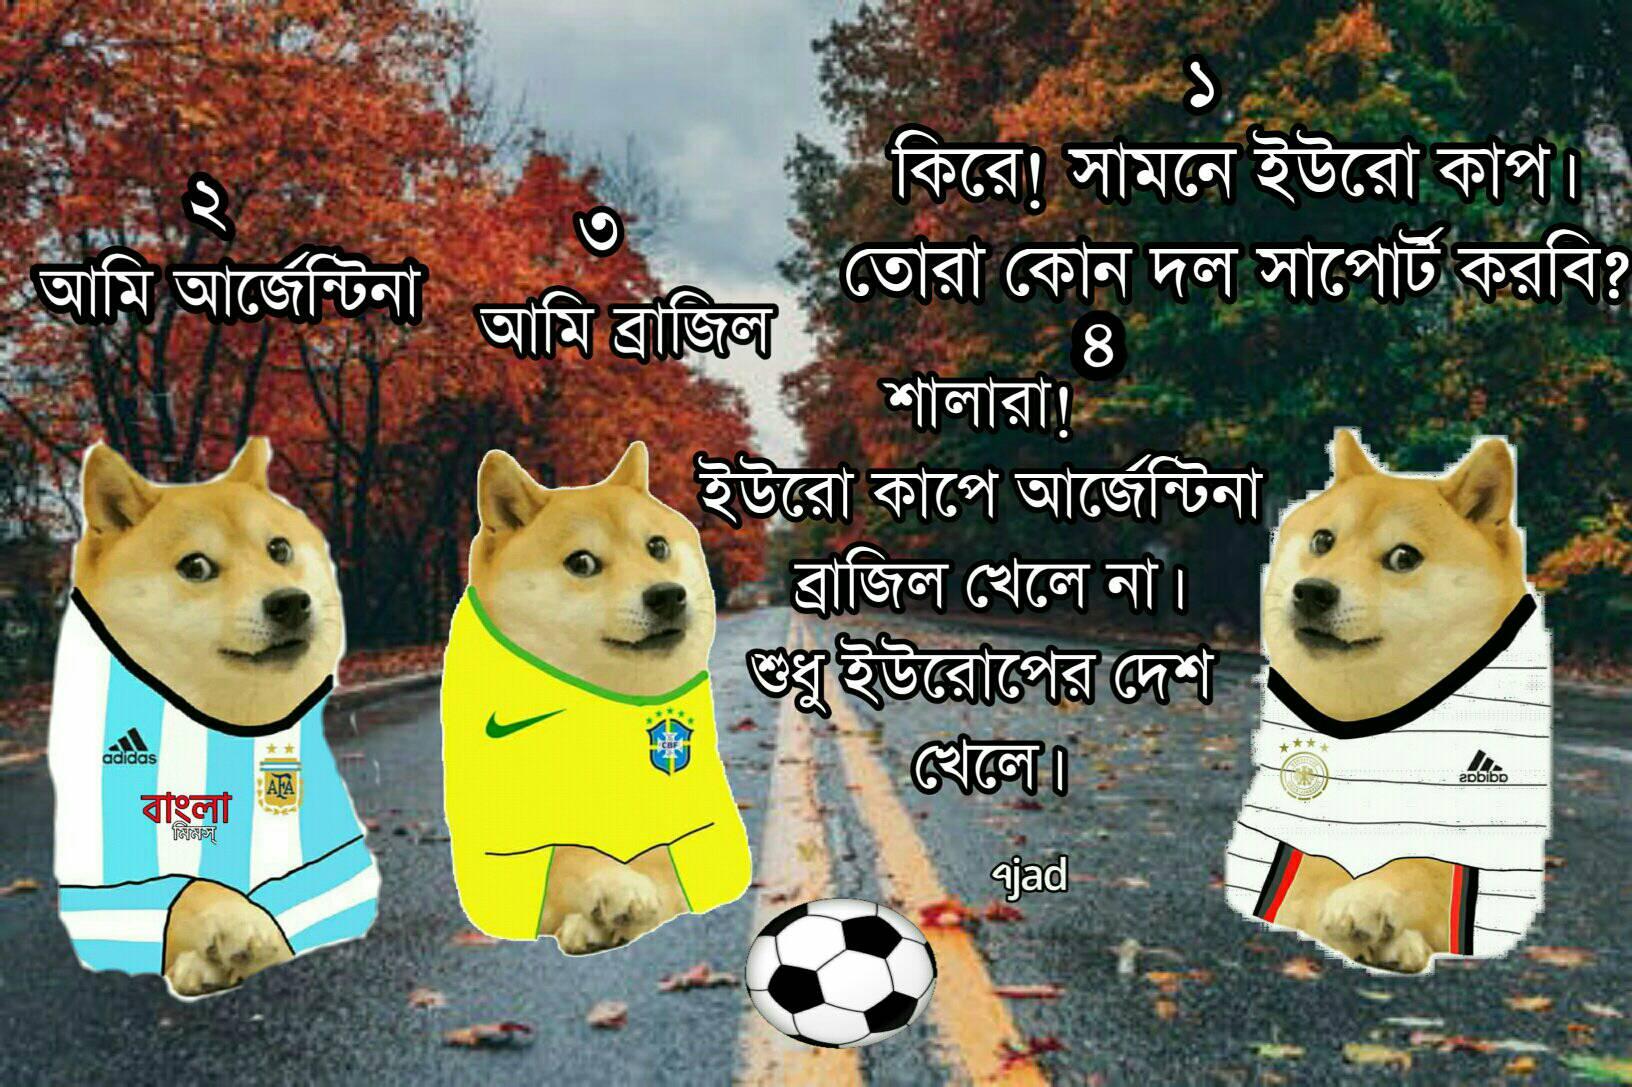 ১
কিরে! সামনে ইউরো কাপ।
তোরা কোন দল সাপোর্ট করবি?
২
আমি আর্জেন্টিনা
৩
আমি ব্রাজিল
৪
শালারা!
ইউরো কাপে আর্জেন্টিনা
ব্রাজিল খেলে না।
শুধু ইউরোপের দেশ
খেলে।
adidas
AFA
বাংলা
মিমস্
CBF
adidas
ী৭jad